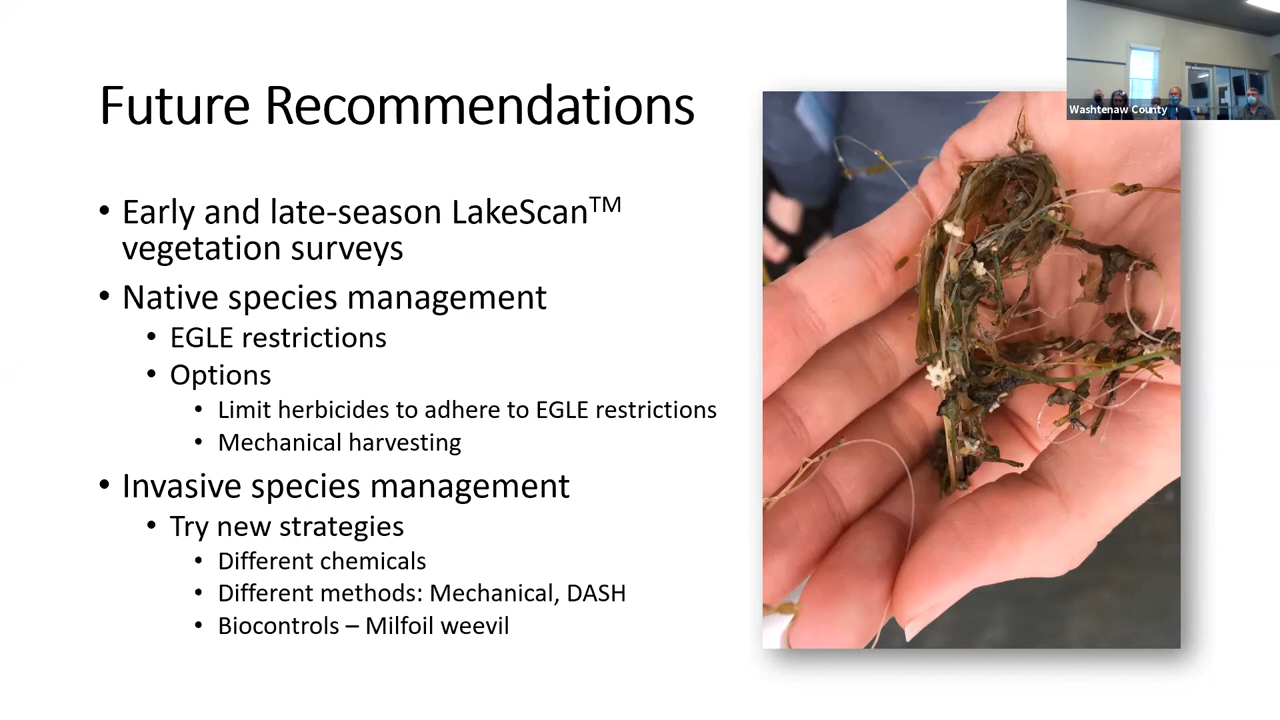 Washtenaw County
Future Recommendations
• Early and late-season LakeScan™
vegetation surveys
• Native species management
• EGLE restrictions
• Options
• Limit herbicides to adhere to EGLE restrictions
• Mechanical harvesting
• Invasive species management
• Try new strategies
• Different chemicals
• Different methods: Mechanical, DASH
• Biocontrols – Milfoil weevil